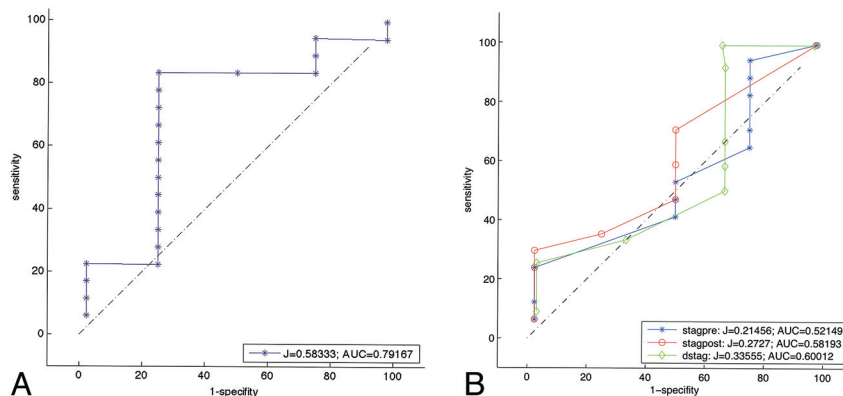 100
80
60
40
20
0
sensitivity
0
20
40
60
80
100
1-specifity
J=0.58333; AUC=0.79167
A
100
80
60
40
20
0
sensitivity
0
20
40
60
80
100
1-specifity
stagpre: J=0.21456; AUC=0.52149
stagpost: J=0.2727; AUC=0.58193
dstag: J=0.33555; AUC=0.60012
B